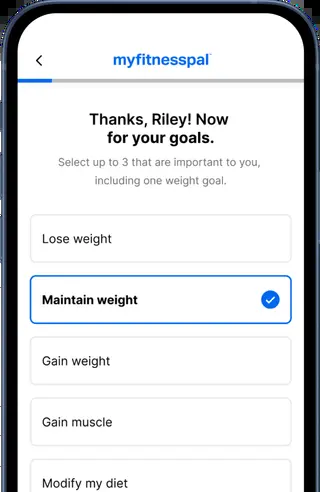 myfitnesspal
Thanks, Riley! Now
for your goals.
Select up to 3 that are important to you,
including one weight goal.
Lose weight
Maintain weight
Gain weight
Gain muscle
Modify my diet